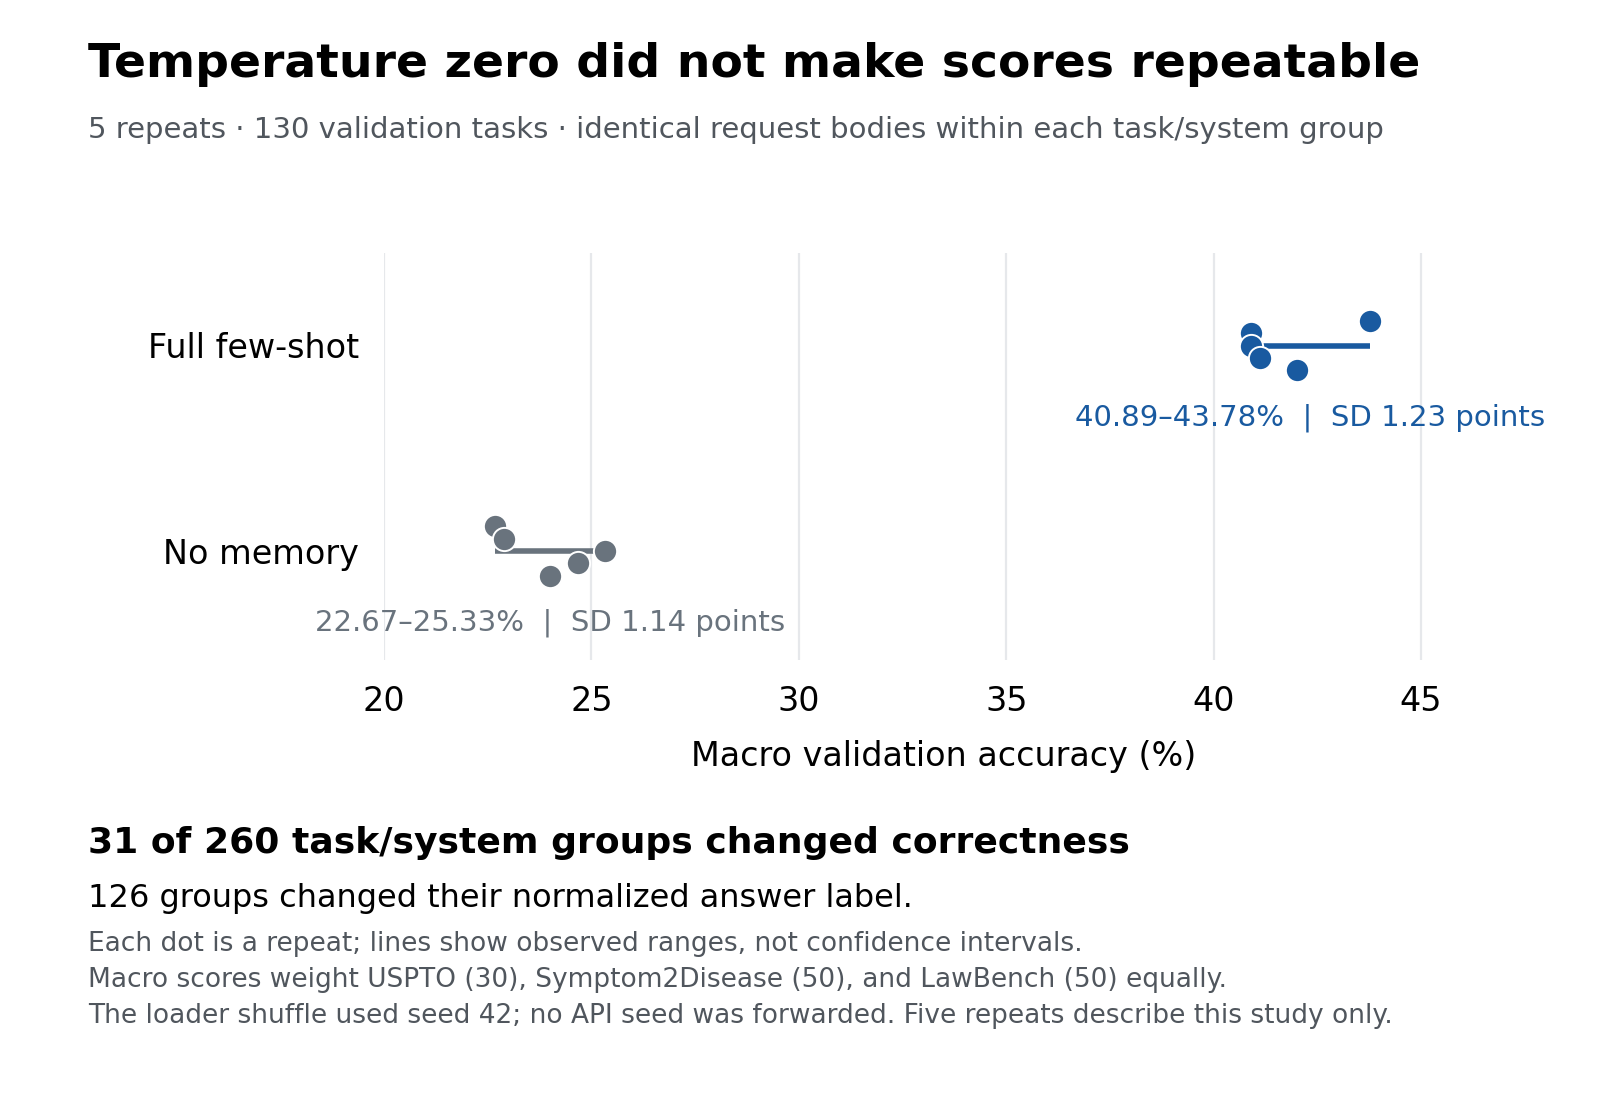 Temperature zero did not make scores repeatable
5 repeats · 130 validation tasks · identical request bodies within each task/system group
Full few-shot
40.89–43.78% | SD 1.23 points
No memory
22.67–25.33% | SD 1.14 points
20 25 30 35 40 45
Macro validation accuracy (%)
31 of 260 task/system groups changed correctness
126 groups changed their normalized answer label.
Each dot is a repeat; lines show observed ranges, not confidence intervals.
Macro scores weight USPTO (30), Symptom2Disease (50), and LawBench (50) equally.
The loader shuffle used seed 42; no API seed was forwarded. Five repeats describe this study only.